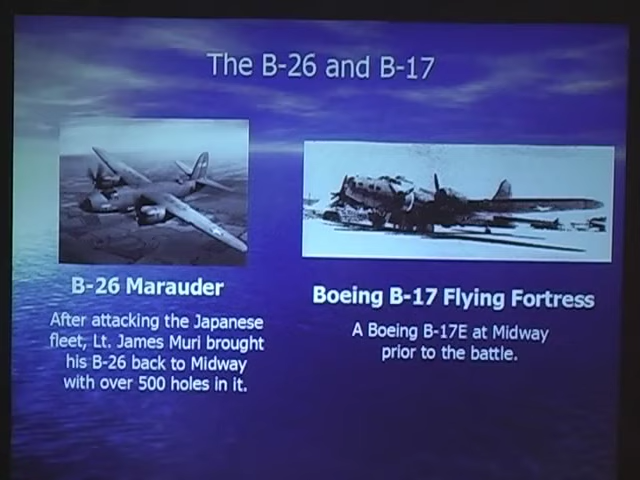 The B-26 and B-17
B-26 Marauder
After attacking the Japanese
fleet, Lt. James Muri brought
his B-26 back to Midway
with over 500 holes in it.
Boeing B-17 Flying Fortress
A Boeing B-17E at Midway
prior to the battle.